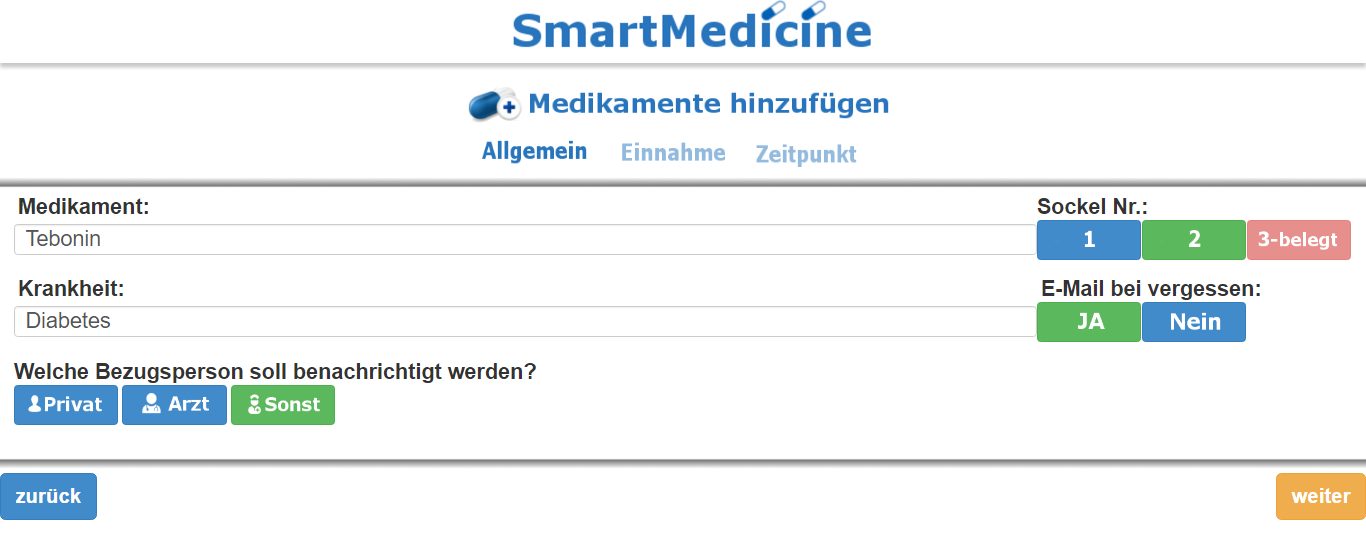 SmartMedicine
Medikamente hinzufügen
Allgemein Einnahme Zeitpunkt
Medikament: Sockel Nr.:
Tebonin 1 2 3-belegt
Krankheit: E-Mail bei vergessen:
Diabetes JA Nein
Welche Bezugsperson soll benachrichtigt werden?
Privat Arzt Sonst
zurück weiter